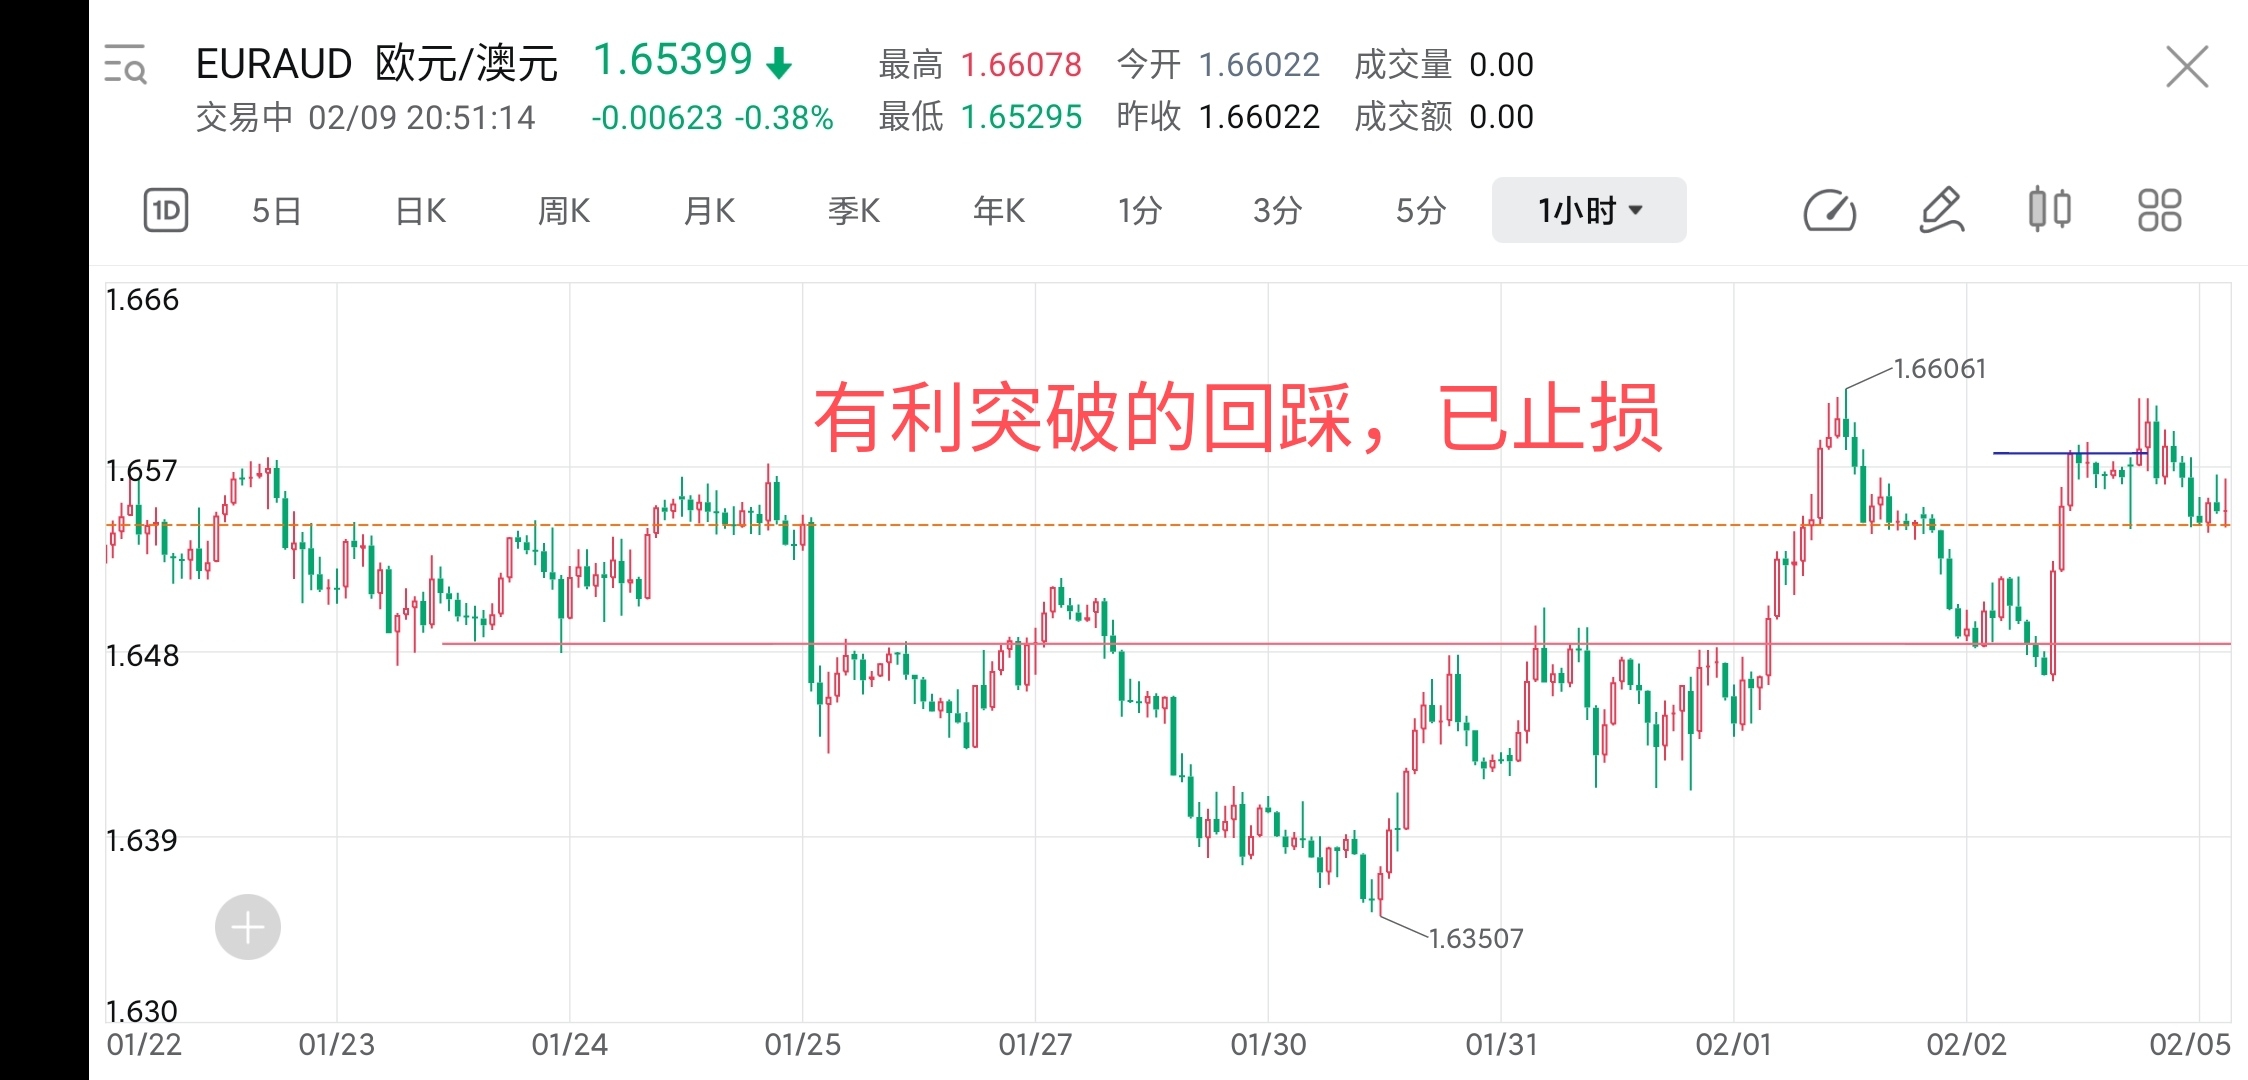 EURAUD 欧元/澳元 1.65399 最高 1.66078 今开 1.66022 成交量 0.00
交易中 02/09 20:51:14 -0.00623 -0.38% 最低 1.65295 昨收 1.66022 成交额 0.00
1D 5日 日K 周K 月K 季K 年K 1分 3分 5分 1小时
1.666
1.66061
有利突破的回踩，已止损
1.657
1.648
1.639
1.63507
1.630
01/22 01/23 01/24 01/25 01/27 01/30 01/31 02/01 02/02 02/05